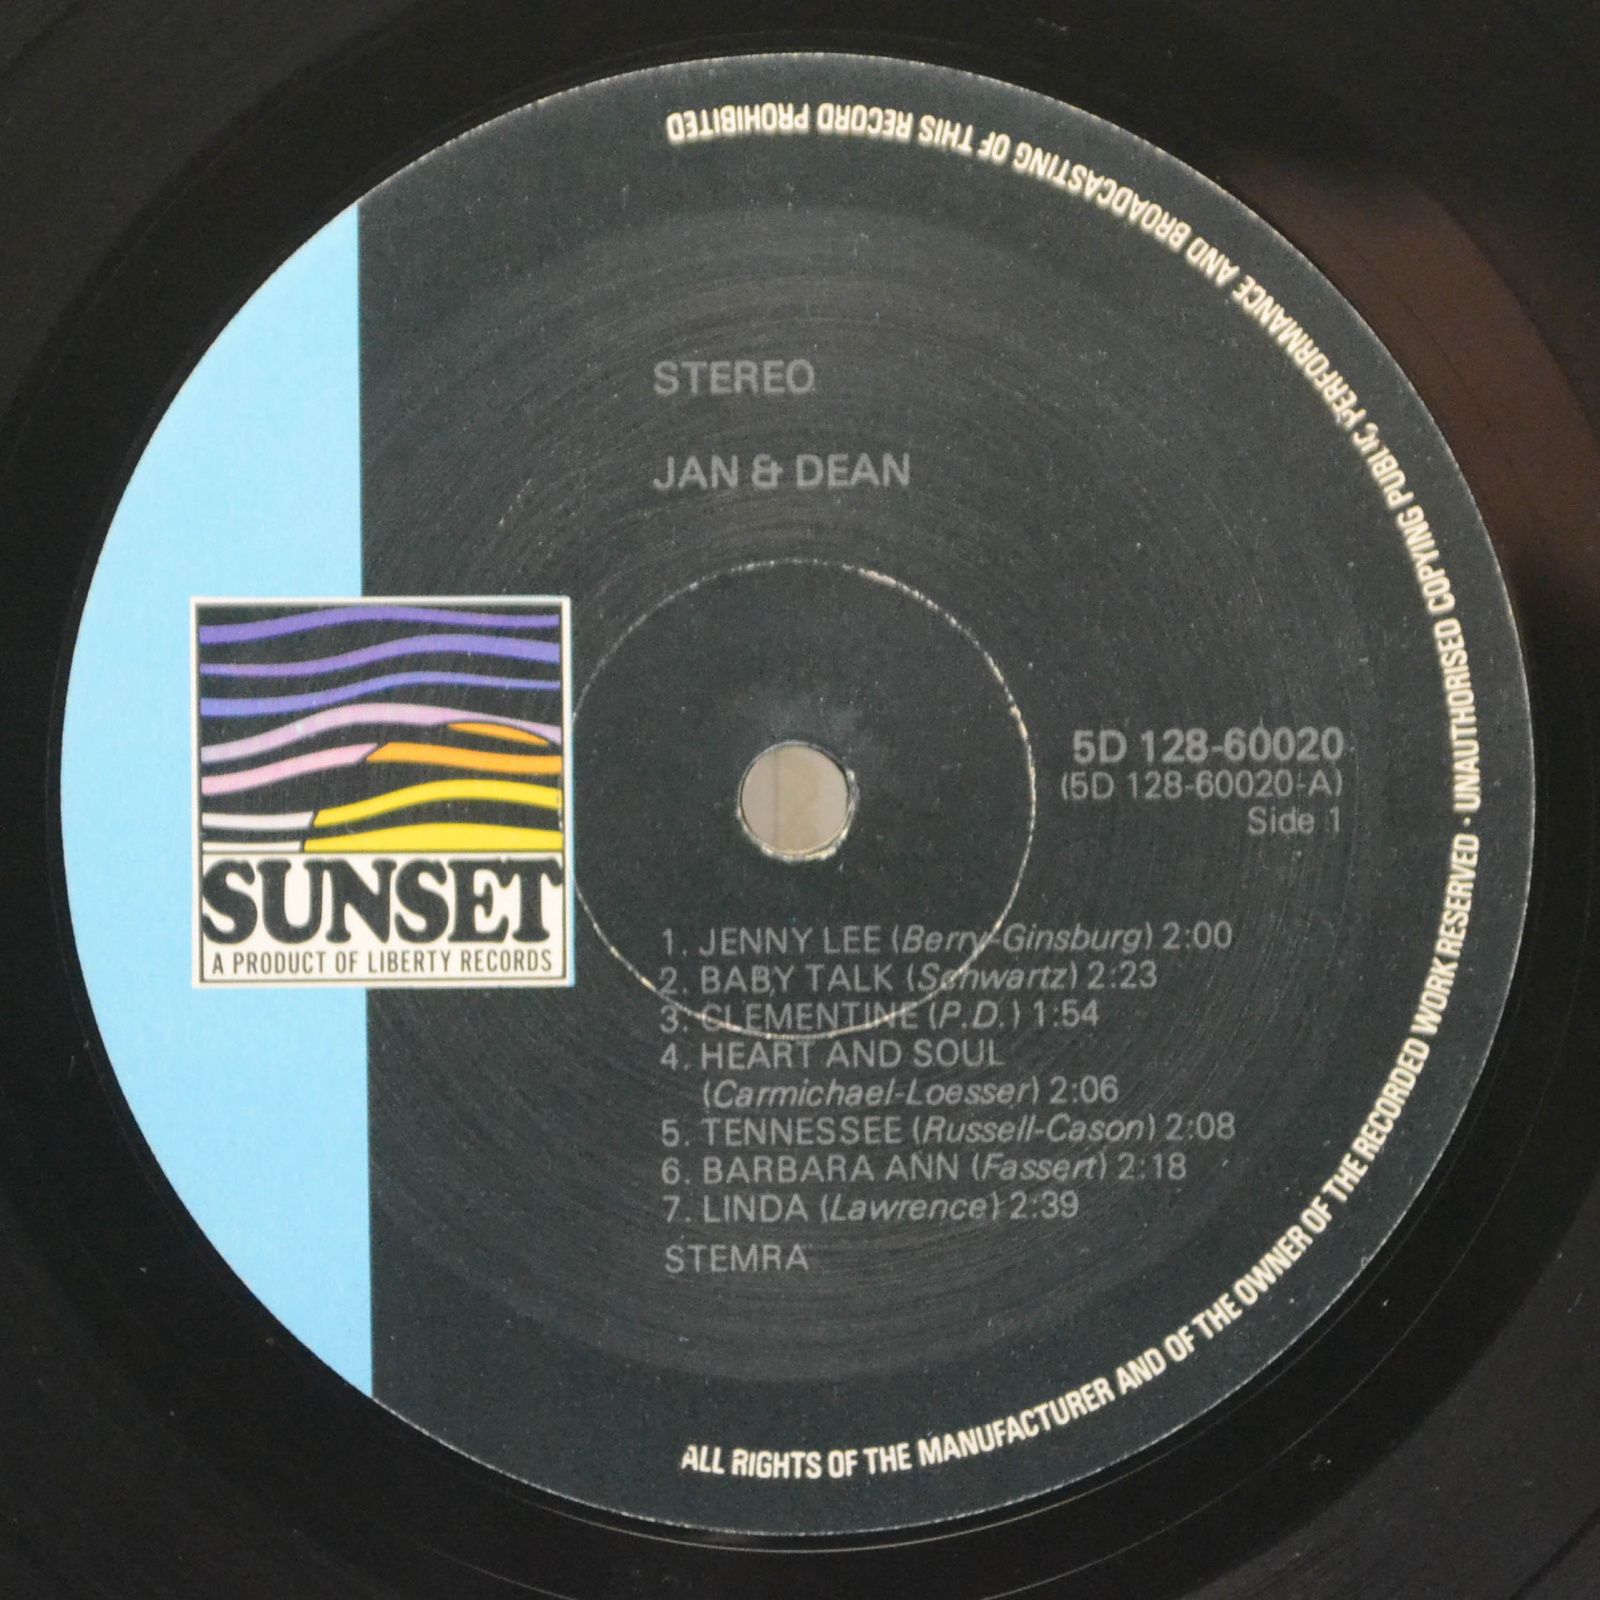 STEREO
JAN & DEAN
SUNSET
A PRODUCT OF LIBERTY RECORDS
5D 128-60020
(5D 128-60020-A)
Side 1
1. JENNY LEE (Berry-Ginsburg) 2:00
2. BABY TALK (Schwartz) 2:23
3. CLEMENTINE (P.D.) 1:54
4. HEART AND SOUL
(Carmichael-Loesser) 2:06
5. TENNESSEE (Russell-Cason) 2:08
6. BARBARA ANN (Fassert) 2:18
7. LINDA (Lawrence) 2:39
STEMRA
ALL RIGHTS OF THE MANUFACTURER AND OF THE OWNER OF THE RECORDED WORK RESERVED · UNAUTHORISED COPYING PUBLIC PERFORMANCE AND BROADCASTING OF THIS RECORD PROHIBITED